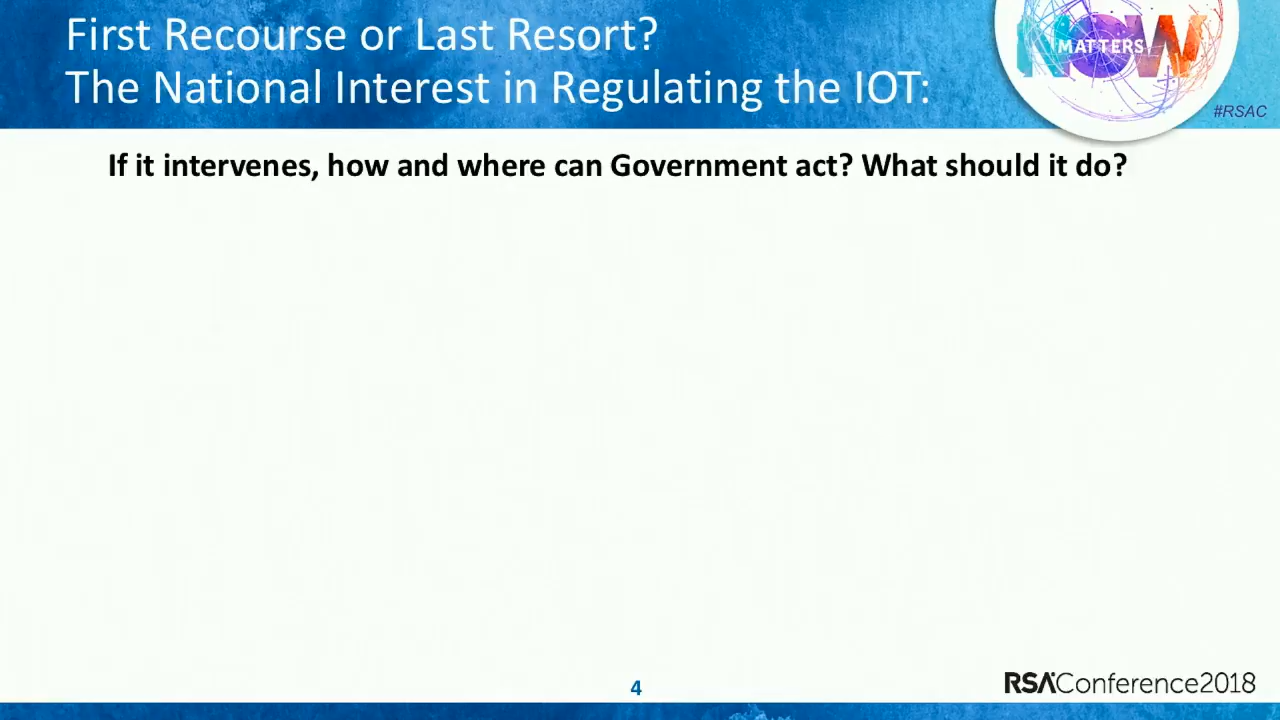 First Recourse or Last Resort?
The National Interest in Regulating the IOT:
NOW
MATTERS
#RSAC
If it intervenes, how and where can Government act? What should it do?
4
RSAConference2018